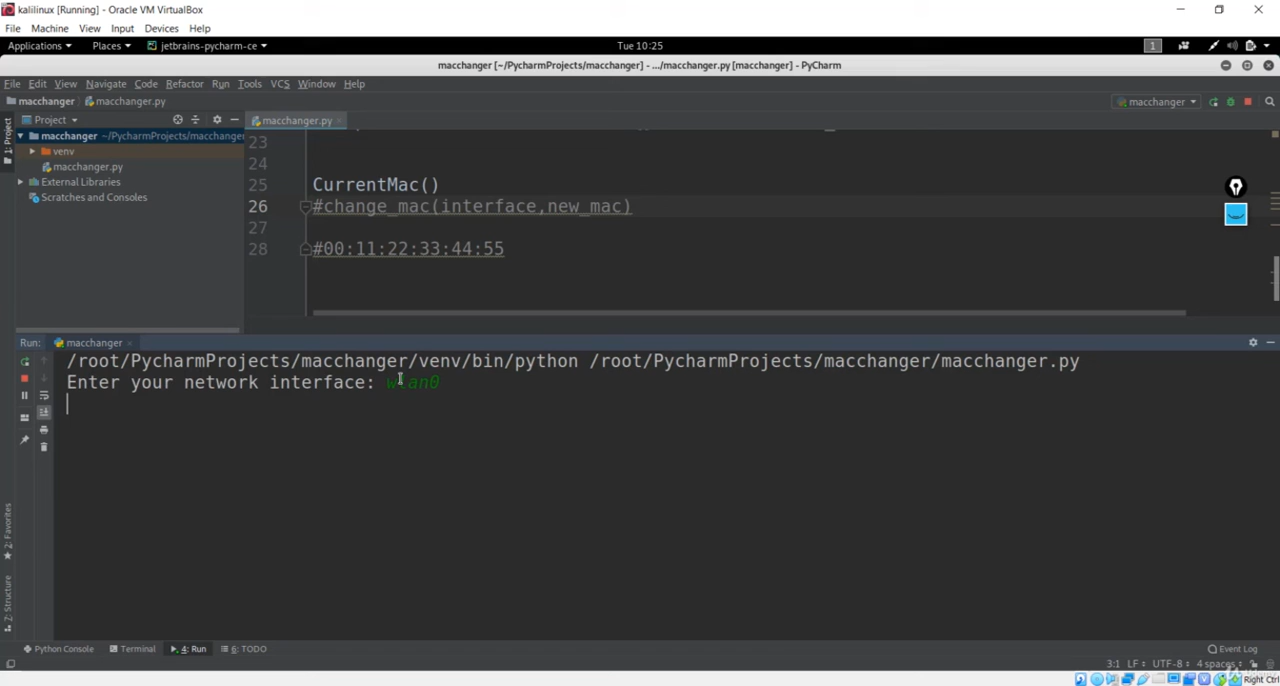 kalilinux [Running] - Oracle VM VirtualBox
File Machine View Input Devices Help
Applications Places jetbrains-pycharm-ce
Tue 10:25
1
macchanger [~/PycharmProjects/macchanger] - .../macchanger.py [macchanger] - PyCharm
File Edit View Navigate Code Refactor Run Tools VCS Window Help
macchanger macchanger.py
macchanger
Project
macchanger.py
1: Project
macchanger ~/PycharmProjects/macchanger
venv
macchanger.py
External Libraries
Scratches and Consoles
23
24
25 CurrentMac()
26 #change_mac(interface,new_mac)
27
28 #00:11:22:33:44:55
Run: macchanger
/root/PycharmProjects/macchanger/venv/bin/python /root/PycharmProjects/macchanger/macchanger.py
Enter your network interface: wlan0
2: Favorites
Z: Structure
Python Console Terminal 4: Run 6: TODO
Event Log
3:1 LF UTF-8 4 spaces
Right Ctrl